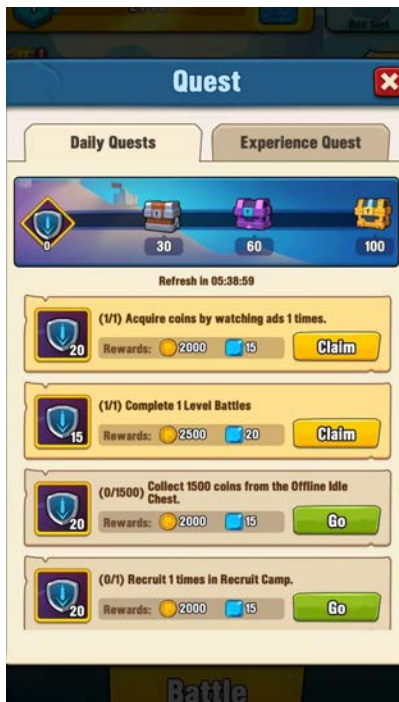 Box Slot
Quest
Daily Quests
Experience Quest
0
30
60
100
Refresh in 05:38:59
(1/1) Acquire coins by watching ads 1 times.
20
Rewards: 2000 15
Claim
(1/1) Complete 1 Level Battles
15
Rewards: 2500 20
Claim
(0/1500) Collect 1500 coins from the Offline Idle
Chest.
20
Rewards: 2000 15
Go
(0/1) Recruit 1 times in Recruit Camp.
20
Rewards: 2000 15
Go
Battle